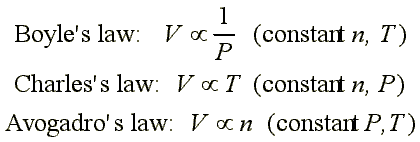 Boyle's law: V ∝ 1/P (constant n, T)
Charles's law: V ∝ T (constant n, P)
Avogadro's law: V ∝ n (constant P, T)